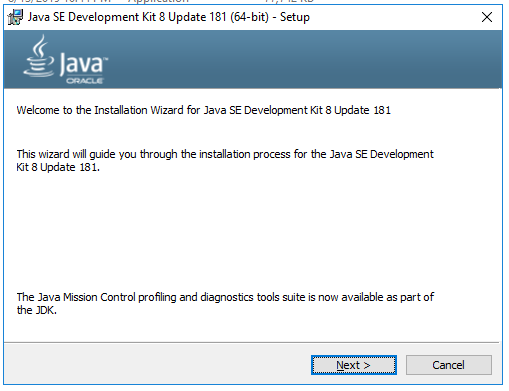 Java SE Development Kit 8 Update 181 (64-bit) - Setup
Java
ORACLE
Welcome to the Installation Wizard for Java SE Development Kit 8 Update 181
This wizard will guide you through the installation process for the Java SE Development
Kit 8 Update 181.
The Java Mission Control profiling and diagnostics tools suite is now available as part of
the JDK.
Next > Cancel